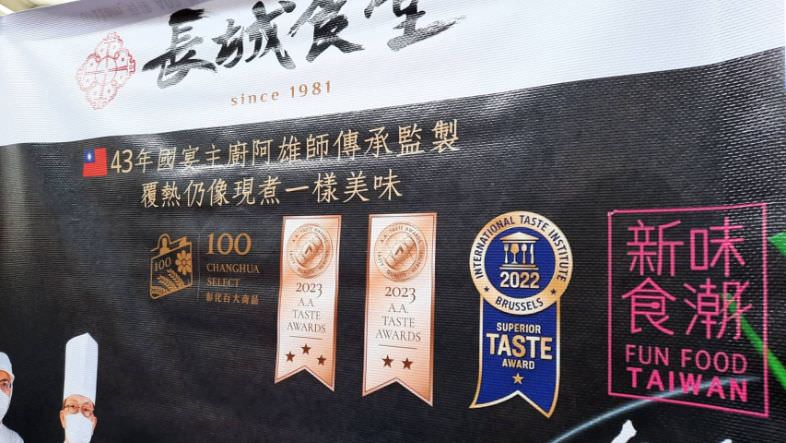 長城食堂
since 1981
43年國宴主廚阿雄師傳承監製
覆熱仍像現煮一樣美味
100
100
CHANGHUA
SELECT
彰化百大商品
2023
A.A.
TASTE
AWARDS
2023
A.A.
TASTE
AWARDS
INTERNATIONAL TASTE INSTITUTE
2022
BRUSSELS
SUPERIOR
TASTE
AWARD
新味
食潮
FUN FOOD
TAIWAN